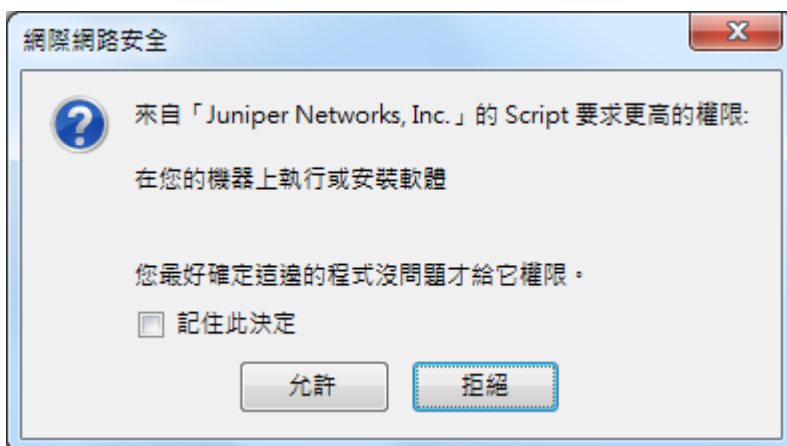 網際網路安全
來自「Juniper Networks, Inc.」的 Script 要求更高的權限:
在您的機器上執行或安裝軟體
您最好確定這邊的程式沒問題才給它權限。
記住此決定
允許
拒絕